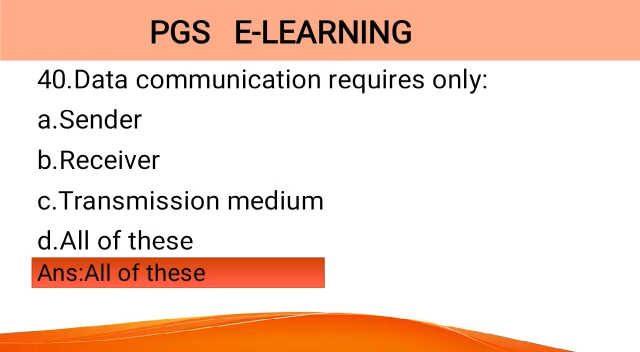 PGS E-LEARNING
40.Data communication requires only:
a.Sender
b.Receiver
c.Transmission medium
d.All of these
Ans:All of these